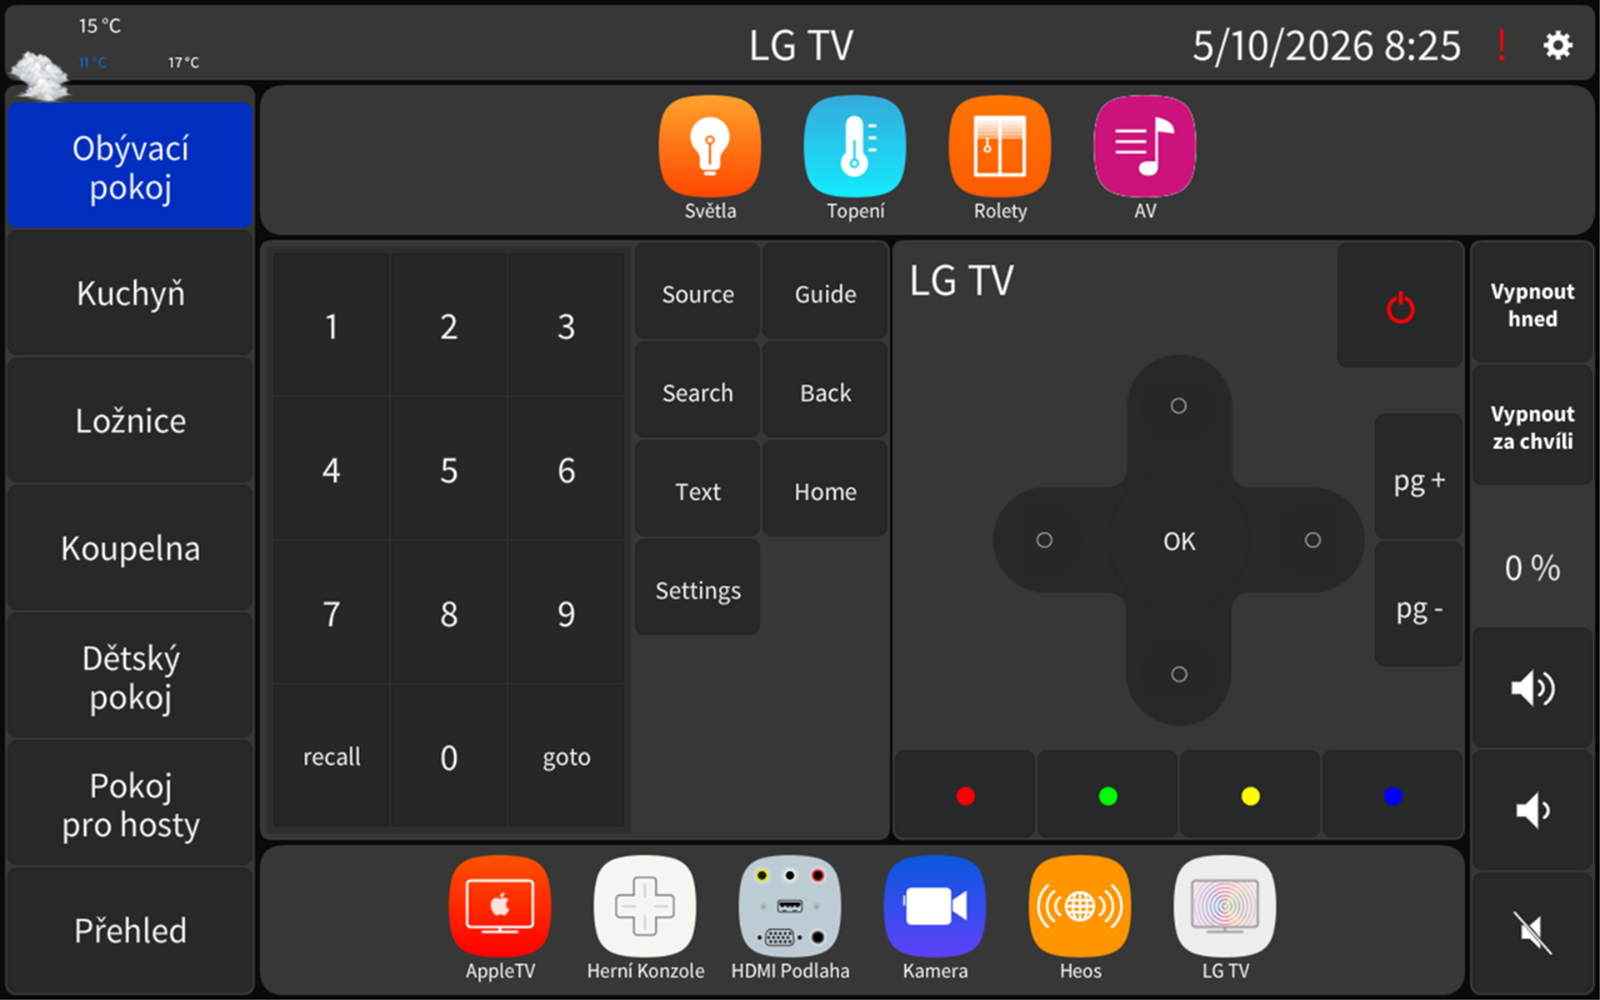 15 °C
11 °C
17 °C
LG TV
5/10/2026 8:25
!
Obývací
pokoj
Kuchyň
Ložnice
Koupelna
Dětský
pokoj
Pokoj
pro hosty
Přehled
Světla
Topení
Rolety
AV
1
2
3
4
5
6
7
8
9
recall
0
goto
Source
Guide
Search
Back
Text
Home
Settings
LG TV
OK
pg +
pg -
Vypnout
hned
Vypnout
za chvíli
0 %
AppleTV
Herní Konzole
HDMI Podlaha
Kamera
Heos
LG TV